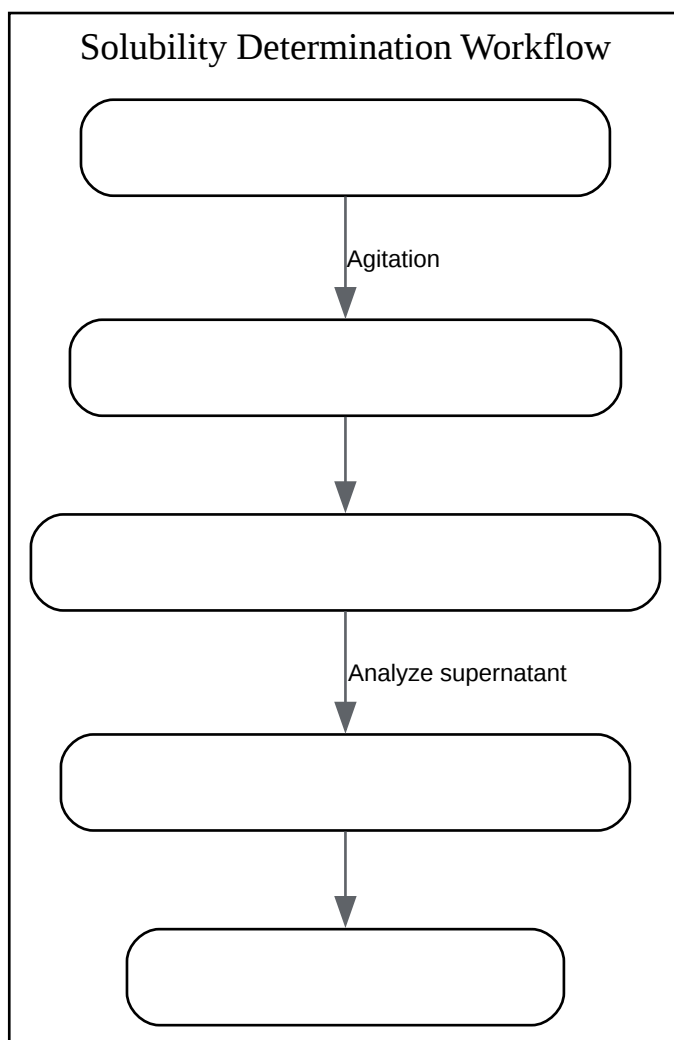 Solubility Determination Workflow
Agitation
Analyze supernatant